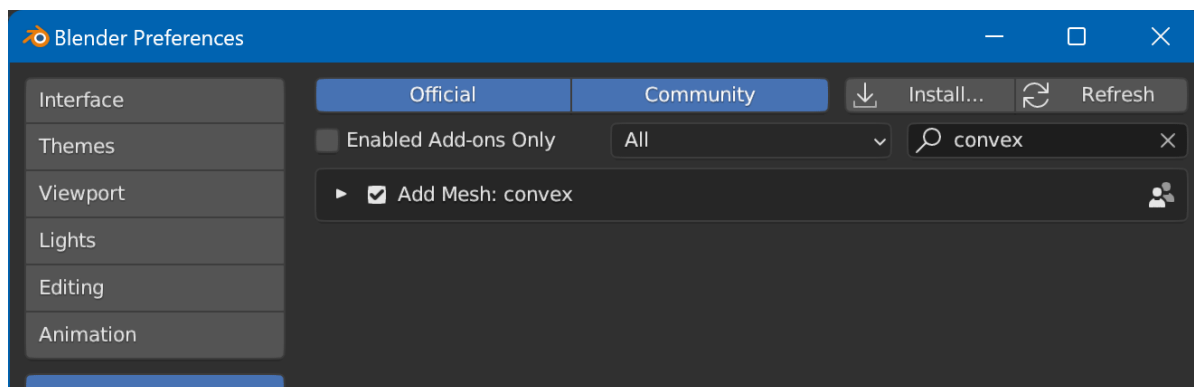 Blender Preferences
Interface
Themes
Viewport
Lights
Editing
Animation
Official Community Install... Refresh
Enabled Add-ons Only All convex
Add Mesh: convex